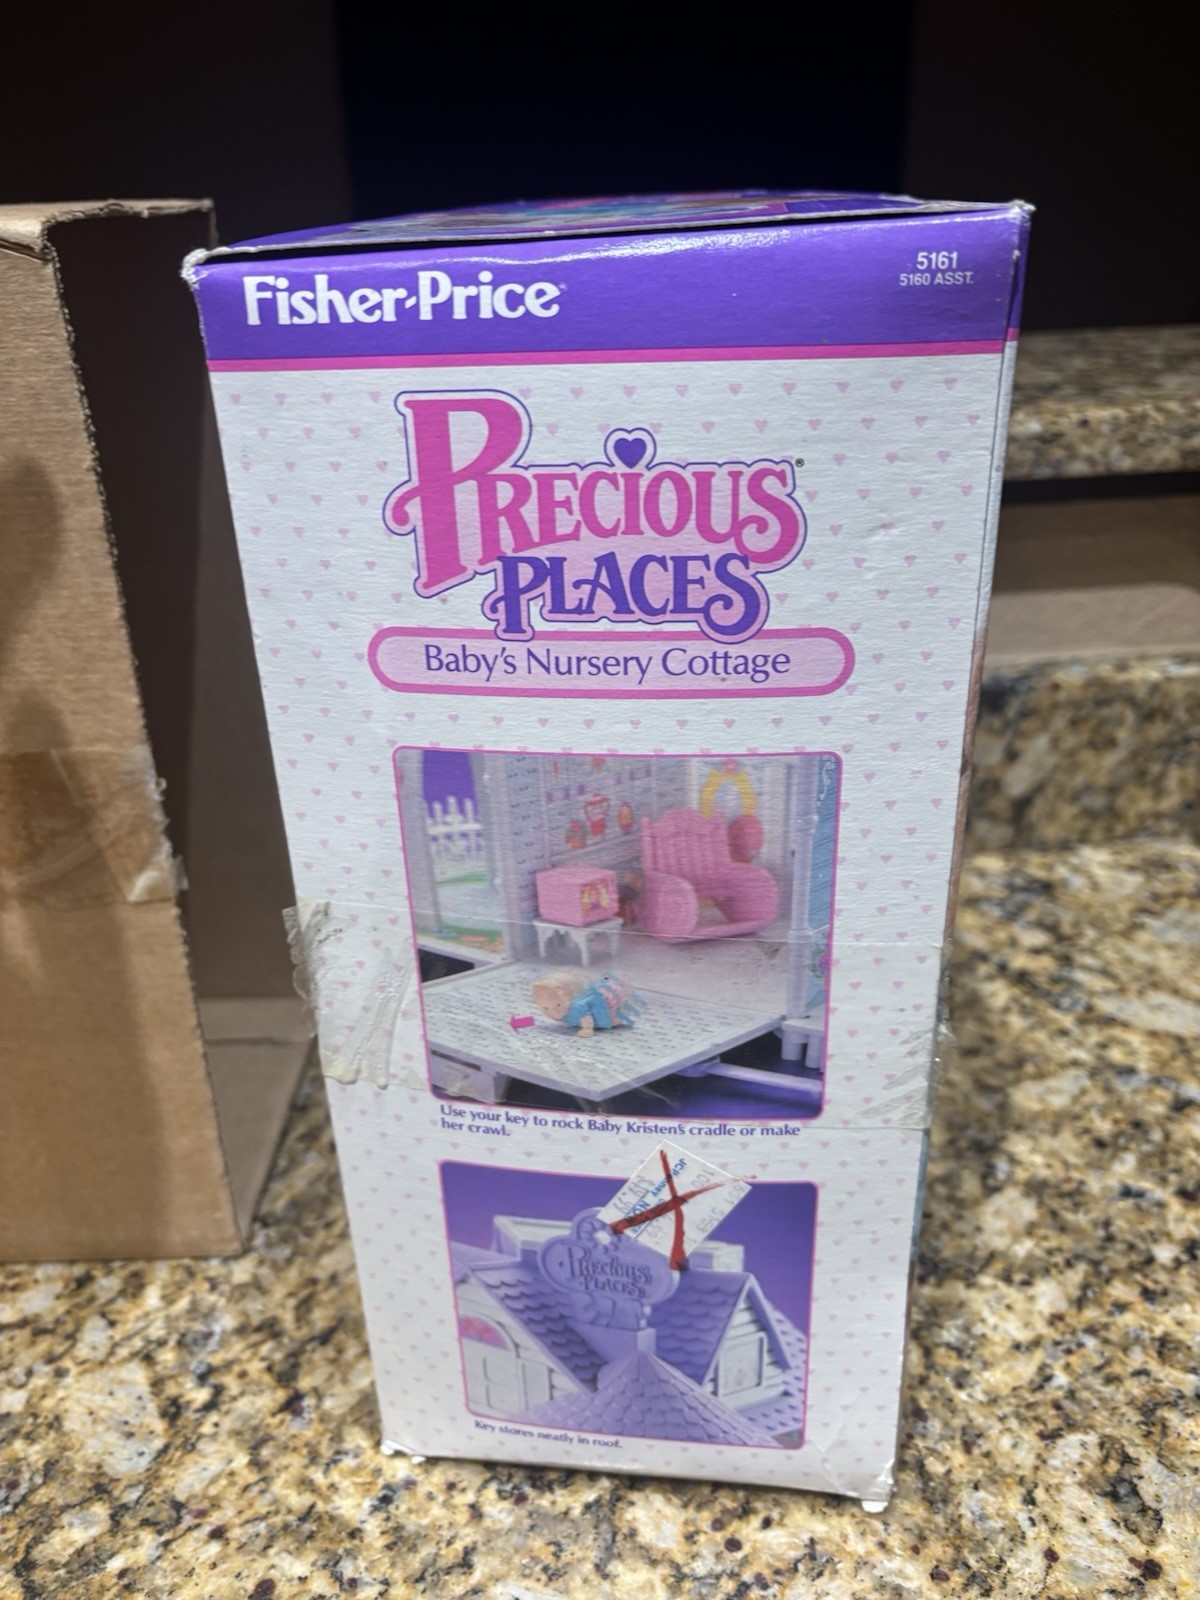 Fisher-Price
5161
5160 ASST.
PRECIOUS
PLACES
Baby's Nursery Cottage
Use your key to rock Baby Kristen's cradle or make
her crawl.
JCPenney
PRECIOUS
PLACES
Key stores neatly in roof.